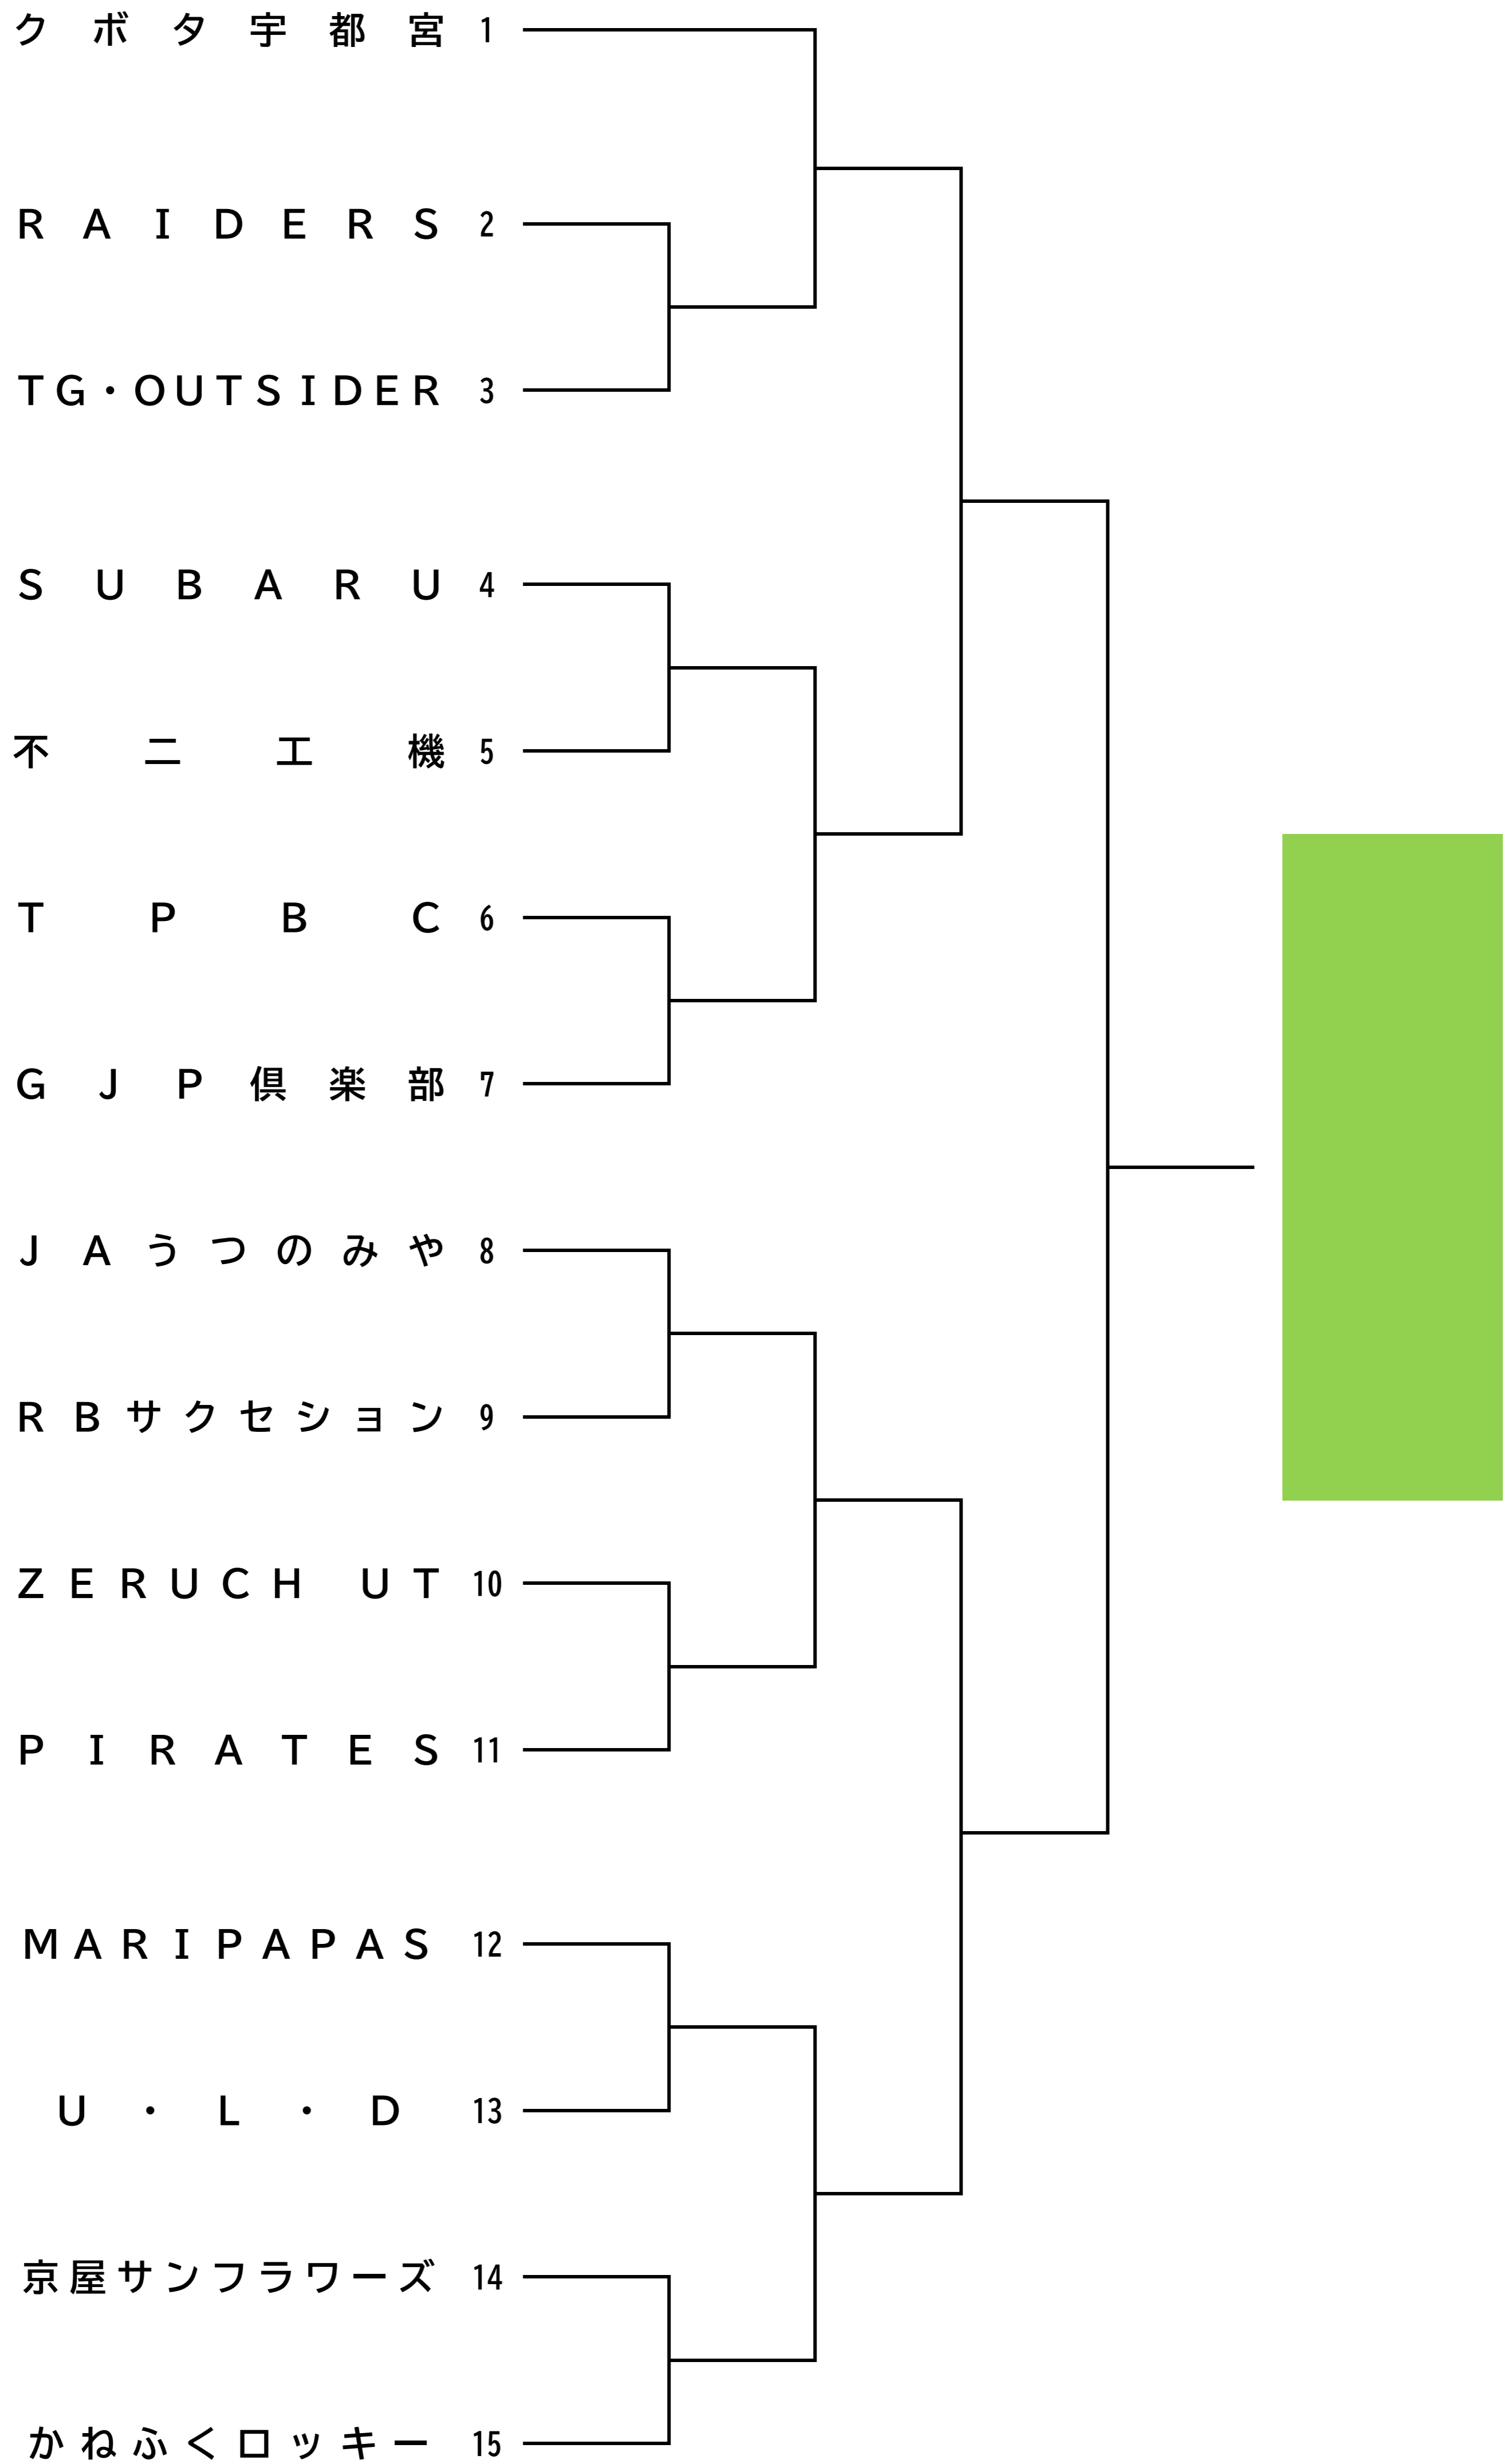 クボタ宇都宮 1
RAIDERS 2
TG・OUTSIDER 3
SUBARU 4
不二工機 5
TPBC 6
GJP倶楽部 7
JAうつのみや 8
RBサクセション 9
ZERUCH UT 10
PIRATES 11
MARIPAPAS 12
U・L・D 13
京屋サンフラワーズ 14
かねふくロッキー 15